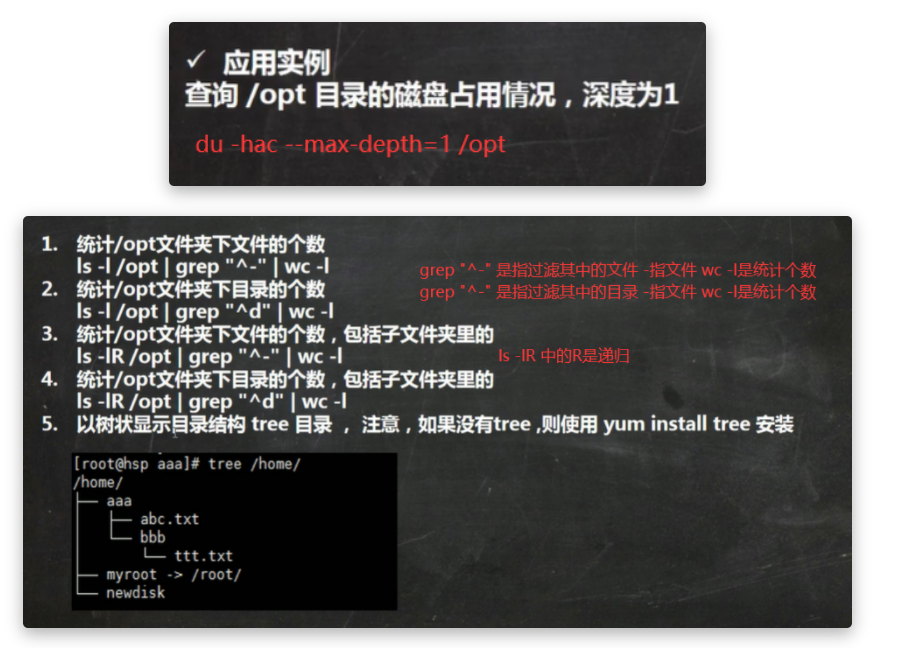 ✓ 应用实例
查询 /opt 目录的磁盘占用情况，深度为1
du -hac --max-depth=1 /opt
1. 统计/opt文件夹下文件的个数
ls -l /opt | grep "^-" | wc -l
grep "^-" 是指过滤其中的文件 -指文件 wc -l是统计个数
2. 统计/opt文件夹下目录的个数
grep "^-" 是指过滤其中的目录 -指文件 wc -l是统计个数
ls -l /opt | grep "^d" | wc -l
3. 统计/opt文件夹下文件的个数，包括子文件夹里的
ls -lR /opt | grep "^-" | wc -l
ls -lR 中的R是递归
4. 统计/opt文件夹下目录的个数，包括子文件夹里的
ls -lR /opt | grep "^d" | wc -l
5. 以树状显示目录结构 tree 目录 ， 注意，如果没有tree ,则使用 yum install tree 安装
[root@hsp aaa]# tree /home/
/home/
├── aaa
│   ├── abc.txt
│   └── bbb
│       └── ttt.txt
├── myroot -> /root/
└── newdisk